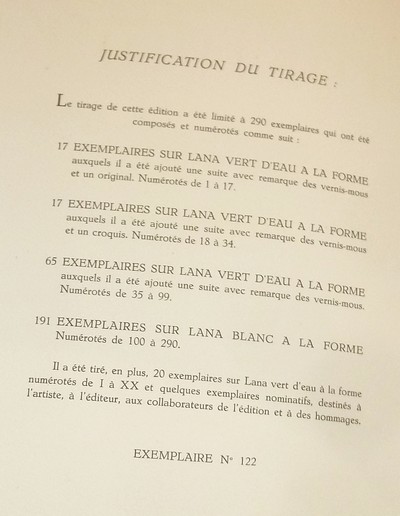 JUSTIFICATION DU TIRAGE :
Le tirage de cette édition a été limité à 290 exemplaires qui ont été
composés et numérotés comme suit :
17 EXEMPLAIRES SUR LANA VERT D'EAU A LA FORME
auxquels il a été ajouté une suite avec remarque des vernis-mous
et un original. Numérotés de 1 à 17.
17 EXEMPLAIRES SUR LANA VERT D'EAU A LA FORME
auxquels il a été ajouté une suite avec remarque des vernis-mous
et un croquis. Numérotés de 18 à 34.
65 EXEMPLAIRES SUR LANA VERT D'EAU A LA FORME
auxquels il a été ajouté une suite avec remarque des vernis-mous.
Numérotés de 35 à 99.
191 EXEMPLAIRES SUR LANA BLANC A LA FORME
Numérotés de 100 à 290.
Il a été tiré, en plus, 20 exemplaires sur Lana vert d'eau à la forme
numérotés de I à XX et quelques exemplaires nominatifs, destinés à
l'artiste, à l'éditeur, aux collaborateurs de l'édition et à des hommages.
EXEMPLAIRE N° 122